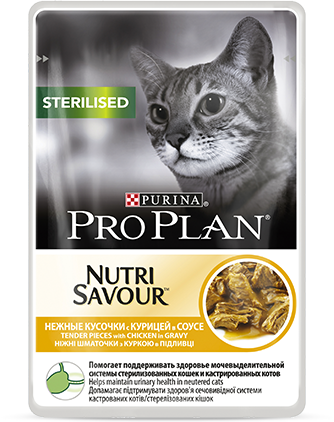 STERILISED
PURINA®
PRO PLAN®
NUTRI
SAVOUR™
НЕЖНЫЕ КУСОЧКИ С КУРИЦЕЙ В СОУСЕ
TENDER PIECES WITH CHICKEN IN GRAVY
НІЖНІ ШМАТОЧКИ З КУРКОЮ В ПІДЛИВЦІ
Помогает поддерживать здоровье мочевыделительной
системы стерилизованных кошек и кастрированных котов
Helps maintain urinary health in neutered cats
Допомагає підтримувати здоров'я сечовивідної системи
кастрованих котів/стерилізованих кішок